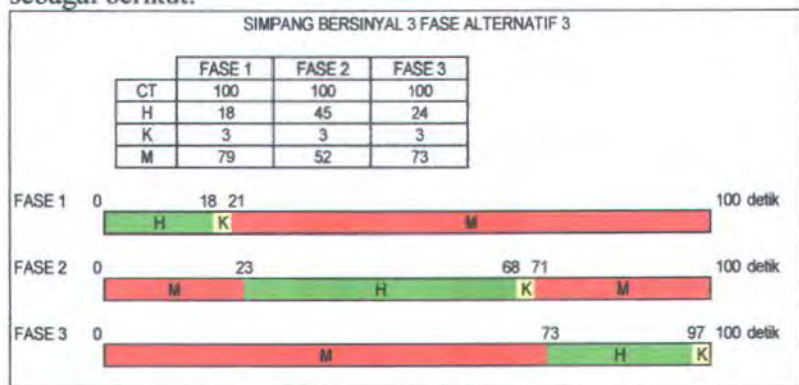 sebagai berikut:
SIMPANG BERSINYAL 3 FASE ALTERNATIF 3
FASE 1 FASE 2 FASE 3
CT 100 100 100
H 18 45 24
K 3 3 3
M 79 52 73
FASE 1 0 18 21 100 detik
H K M
FASE 2 0 23 68 71 100 detik
M H K M
FASE 3 0 73 97 100 detik
M H K